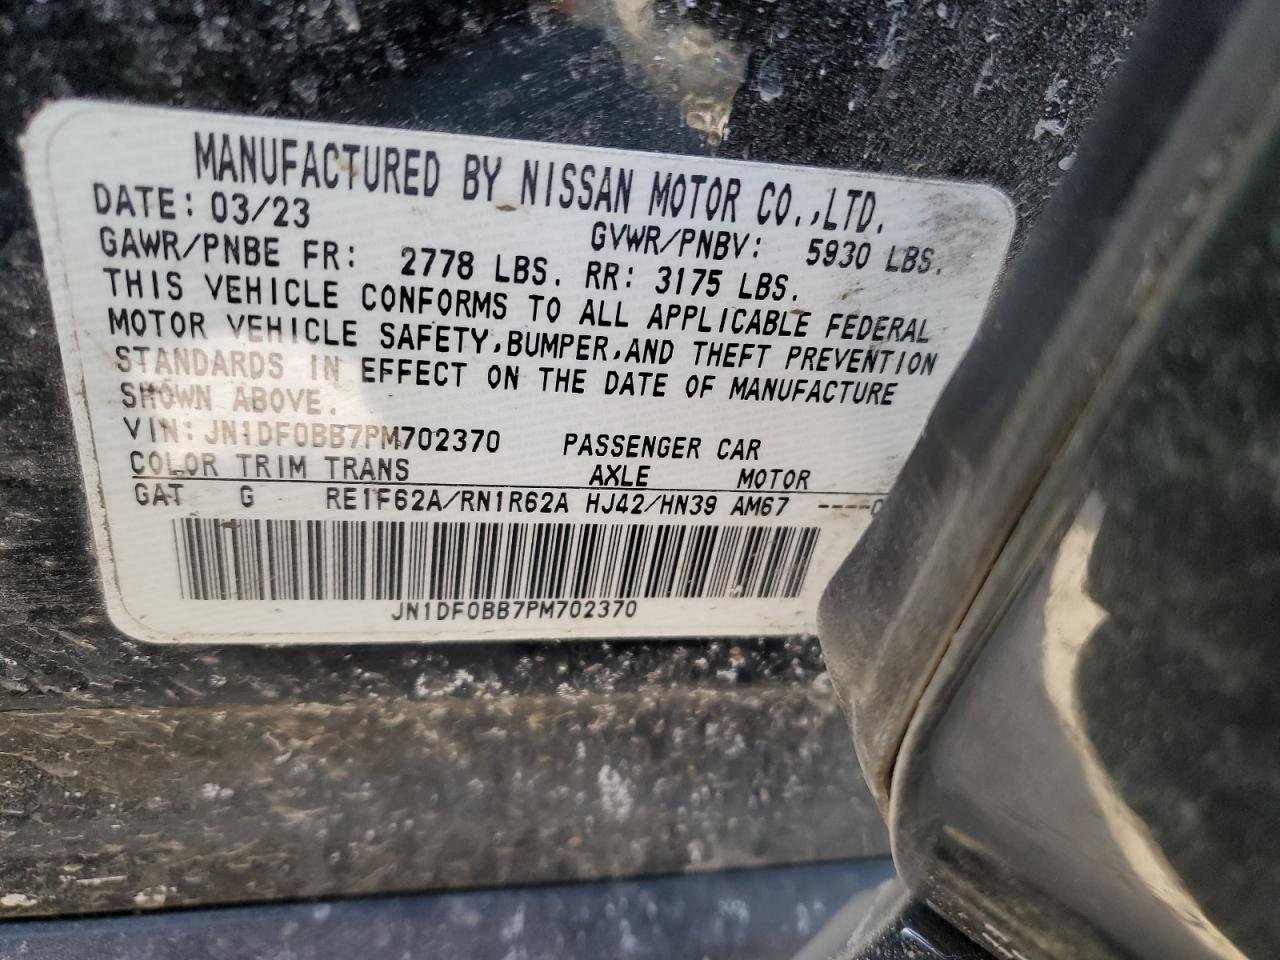 MANUFACTURED BY NISSAN MOTOR CO.,LTD.
DATE: 03/23 GVWR/PNBV: 5930 LBS.
GAWR/PNBE FR: 2778 LBS. RR: 3175 LBS.
THIS VEHICLE CONFORMS TO ALL APPLICABLE FEDERAL
MOTOR VEHICLE SAFETY,BUMPER,AND THEFT PREVENTION
STANDARDS IN EFFECT ON THE DATE OF MANUFACTURE
SHOWN ABOVE.
VIN: JN1DF0BB7PM702370 PASSENGER CAR
COLOR TRIM TRANS AXLE MOTOR
GAT G RE1F62A/RN1R62A HJ42/HN39 AM67
JN1DF0BB7PM702370